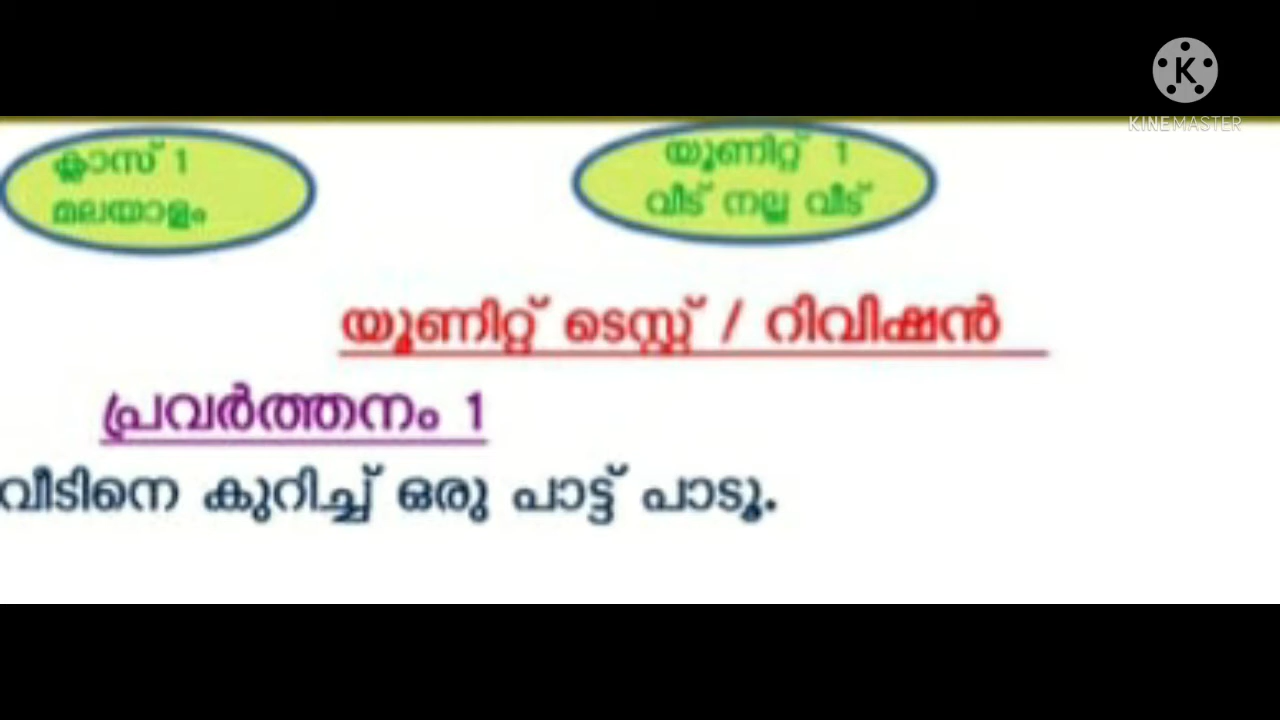 KINEMASTER
ക്ലാസ് 1
മലയാളം
യൂണിറ്റ് 1
വീട് നല്ല വീട്
യൂണിറ്റ് ടെസ്റ്റ് / റിവിഷൻ
പ്രവർത്തനം 1
വീടിനെ കുറിച്ച് ഒരു പാട്ട് പാടൂ.